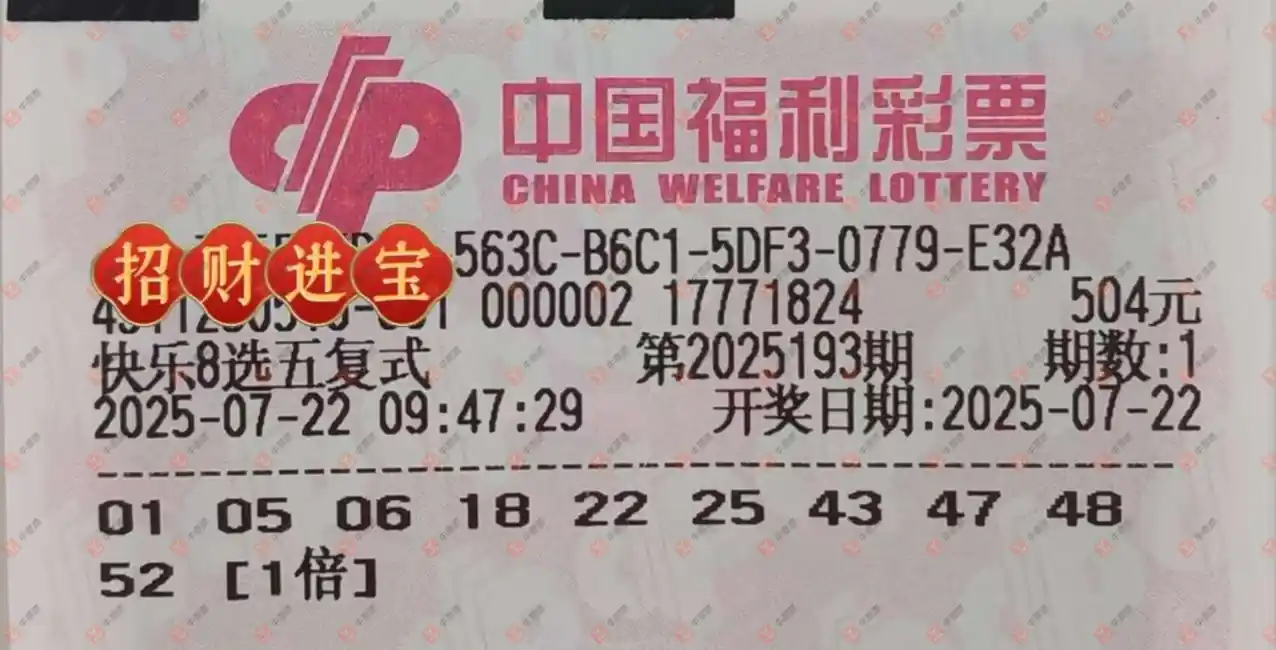 中国福利彩票
CHINA WELFARE LOTTERY
招财进宝
563C-B6C1-5DF3-0779-E32A
000002 17771824 504元
快乐8选五复式 第2025193期 期数:1
2025-07-22 09:47:29 开奖日期:2025-07-22
01 05 06 18 22 25 43 47 48
52 [1倍]